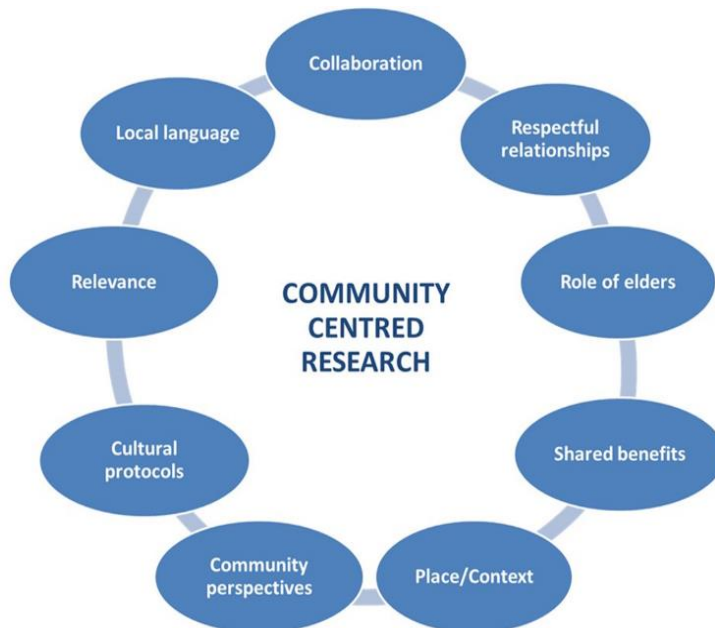 Collaboration
Respectful
relationships
Role of elders
Shared benefits
Place/Context
Community
perspectives
Cultural
protocols
Relevance
Local language
COMMUNITY
CENTRED
RESEARCH